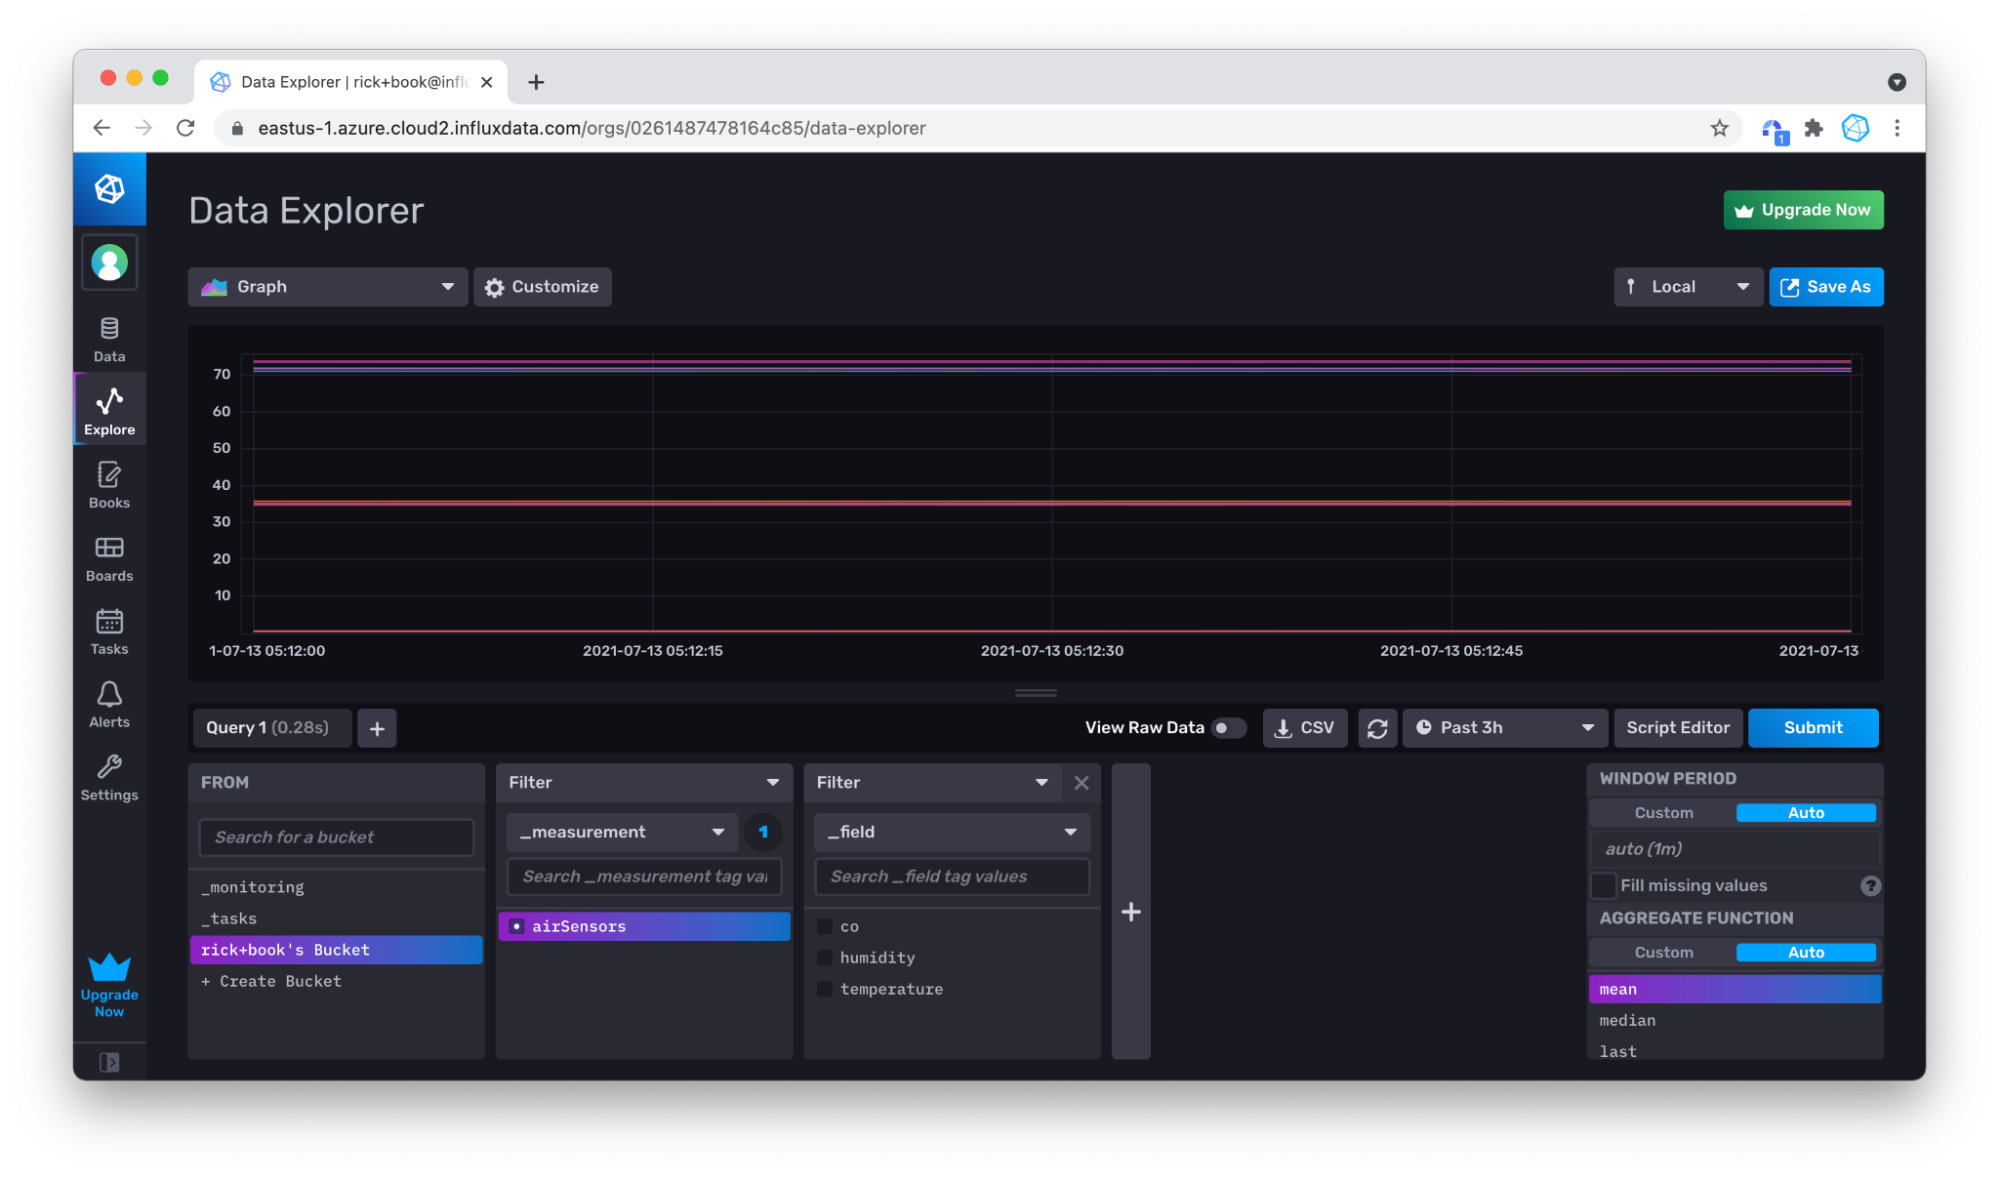 Data Explorer | rick+book@influ
eastus-1.azure.cloud2.influxdata.com/orgs/0261487478164c85/data-explorer
1
Data Explorer
Upgrade Now
Graph
Customize
Local
Save As
Data
Explore
Books
Boards
Tasks
Alerts
Settings
Upgrade
Now
70
60
50
40
30
20
10
1-07-13 05:12:00
2021-07-13 05:12:15
2021-07-13 05:12:30
2021-07-13 05:12:45
2021-07-13
Query 1 (0.28s)
+
View Raw Data
CSV
Past 3h
Script Editor
Submit
FROM
Search for a bucket
_monitoring
_tasks
rick+book's Bucket
+ Create Bucket
Filter
_measurement
1
Search _measurement tag val
airSensors
Filter
_field
Search _field tag values
co
humidity
temperature
+
WINDOW PERIOD
Custom
Auto
auto (1m)
Fill missing values
?
AGGREGATE FUNCTION
Custom
Auto
mean
median
last